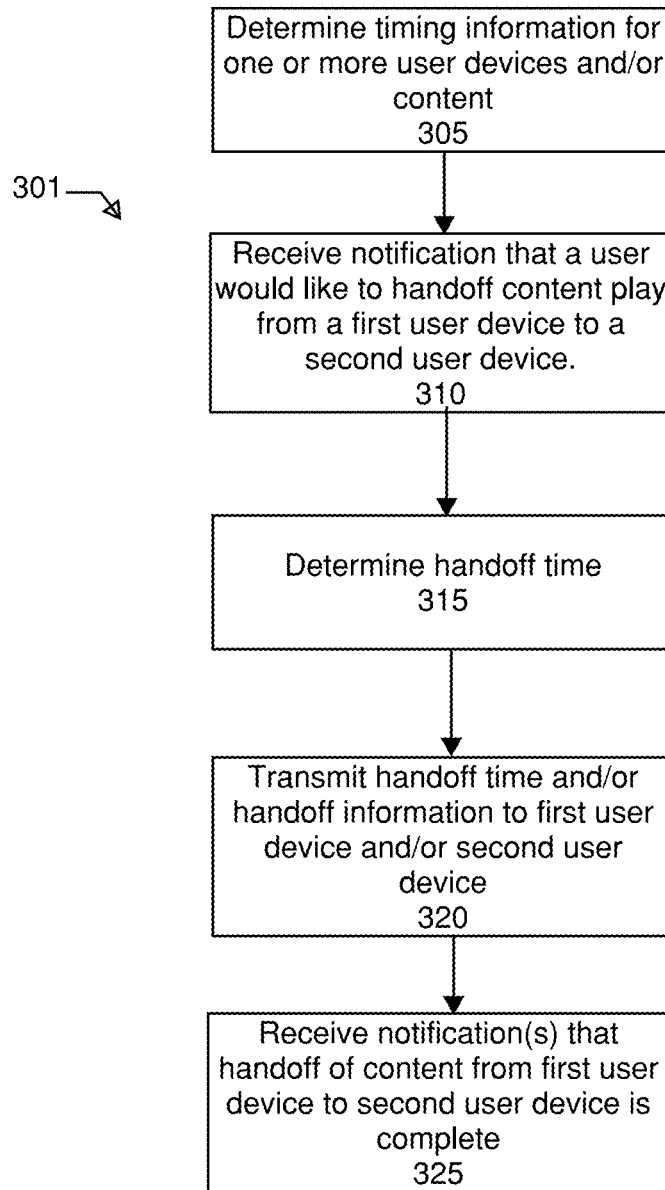 Determine timing information for
one or more user devices and/or
content
305
301
Receive notification that a user
would like to handoff content play
from a first user device to a
second user device.
310
Determine handoff time
315
Transmit handoff time and/or
handoff information to first user
device and/or second user
device
320
Receive notification(s) that
handoff of content from first user
device to second user device is
complete
325